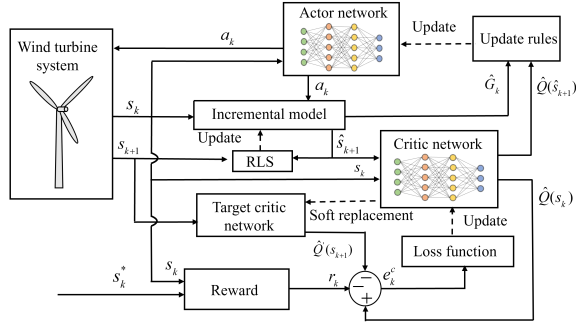 Actor network
Update rules
Update
Wind turbine
system
a_k
a_k
Ĝ_k
Q̂(ŝ_{k+1})
s_k
Incremental model
Update
ŝ_{k+1}
Critic network
s_{k+1}
RLS
s_k
Q̂(s_k)
Target critic
network
Soft replacement
Update
Q̂'(s_{k+1})
Loss function
s_k^*
s_k
Reward
r_k
−
−
+
e_k^c